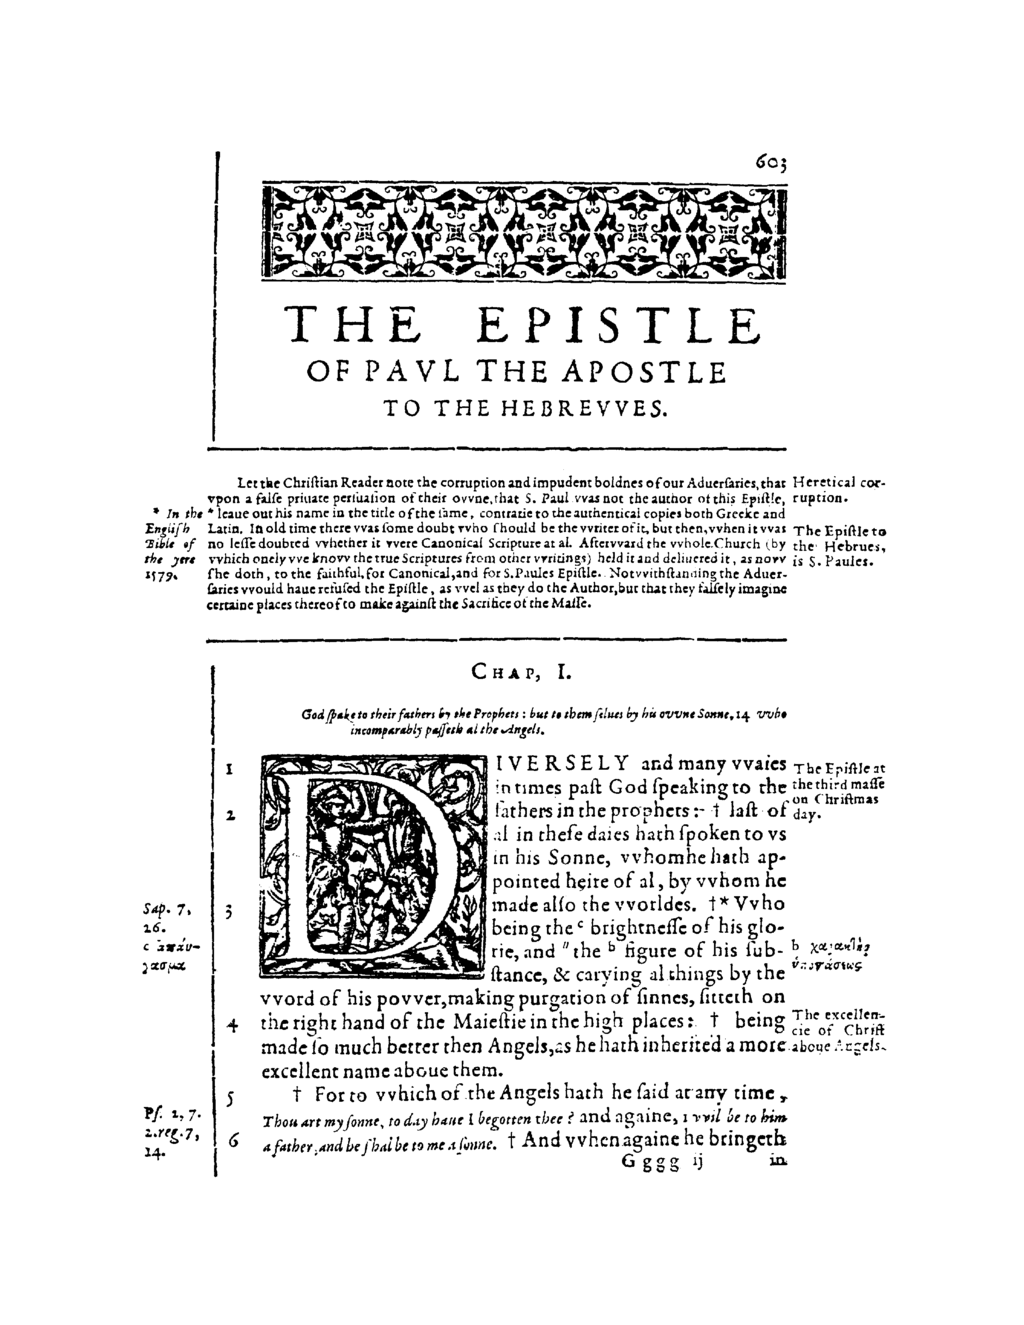 603
THE EPISTLE
OF PAVL THE APOSTLE
TO THE HEBREVVES.
Let the Chriſtian Reader note the corruption and impudent boldnes of our Aduerſaries, that
vpon a falſe priuate perſuaſion of their ovvne, that S. Paul vvas not the author of this Epiſtle,
* leaue out his name in the title of the ſame, contrarie to the authentical copies both Greeke and
Latin. In old time there vvas ſome doubt vvho ſhould be the vvriter of it, but then, vvhen it vvas
no leſſe doubted vvhether it vvere Canonical Scripture at al. Aftervvard the vvhole Church (by
vvhich onely vve knovv the true Scriptures from other vvritings) held it and deliuered it, as novv
ſhe doth, to the faithful, for Canonical, and for S. Paules Epiſtle. Notvvithſtanding the Aduer-
ſaries vvould haue refuſed the Epiſtle, as vvel as they do the Author, but that they falſely imagine
certaine places thereof to make againſt the Sacrifice of the Maſſe.
* In the
Engliſh
Bible of
the yere
1579.
Heretical cor-
ruption.
The Epiſtle to
the Hebrues,
is S. Paules.
CHAP, I.
God ſpake to their fathers by the Prophets: but to them ſelues by his ovvne Sonne, 14 vvho
incomparably paſſeth al the Angels.
1 DIVERSELY and many vvaies
in times paſt God ſpeaking to the
2 fathers in the prophets: † laſt of
al in theſe daies hath ſpoken to vs
in his Sonne, vvhom he hath ap-
pointed heire of al, by vvhom he
3 made alſo the vvorldes. †* Vvho
being the ᶜ brightneſſe of his glo-
rie, and " the ᵇ figure of his ſub-
ſtance, & carying al things by the
vvord of his povver, making purgation of ſinnes, ſitteth on
4 the right hand of the Maieſtie in the high places: † being
made ſo much better then Angels, as he hath inherited a more
excellent name aboue them.
5 † For to vvhich of the Angels hath he ſaid at any time,
Thou art my ſonne, to day haue I begotten thee? and againe, I vvil be to him
6 a father, and he ſhal be to me a ſonne. † And vvhen againe he bringeth
Gggg ij in
The Epiſtle at
the third maſſe
on Chriſtmas
day.
Sap. 7,
26.
c ἀπαύ-
γασμα
b χαρακτὴρ
ὑποστάσεως
The excellen-
cie of Chriſt
aboue Angels.
Pſ. 2, 7.
2. reg. 7,
14.